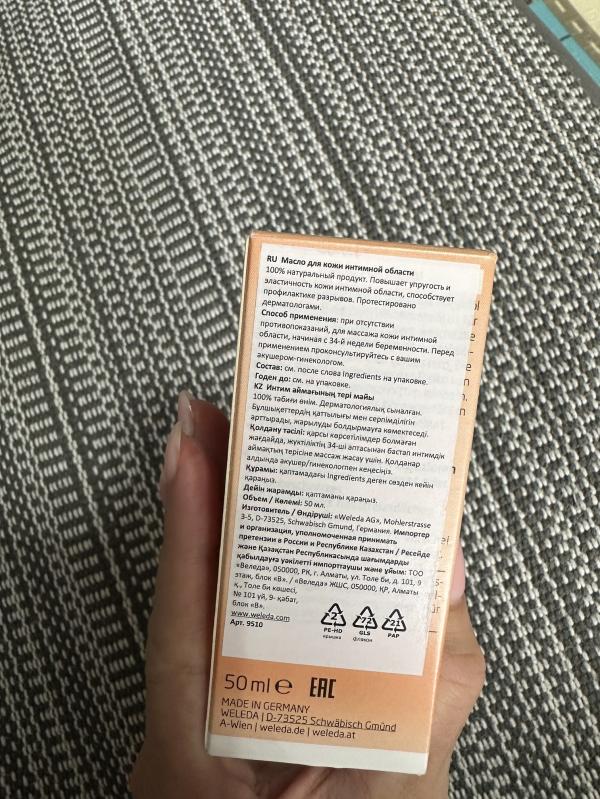 RU Масло для кожи интимной области
100% натуральный продукт. Повышает упругость и
эластичность кожи интимной области, способствует
профилактике разрывов. Протестировано
дерматологами.
Способ применения: при отсутствии
противопоказаний, для массажа кожи интимной
области, начиная с 34-й недели беременности. Перед
применением проконсультируйтесь с вашим
акушером-гинекологом.
Состав: см. после слова Ingredients на упаковке.
Годен до: см. на упаковке.
KZ Интим аймағының тері майы
100% табиғи өнім. Дерматологиялық сыналған.
Бұлшықеттердің қаттылығы мен серпімділігін
арттырады, жарылуды болдырмауға көмектеседі.
Қолдану тәсілі: қарсы көрсетілімдер болмаған
жағдайда, жүктіліктің 34-ші аптасынан бастап интимдік
аймақтың терісіне массаж жасау үшін. Қолданар
алдында акушер/гинекологпен кеңесіңіз.
Құрамы: қаптамадағы Ingredients деген сөзден кейін
қараңыз.
Дейін жарамды: қаптаманы қараңыз.
Объем / Көлемі: 50 мл.
Изготовитель / Өндіруші: «Weleda AG», Mohlerstrasse
3-5, D-73525, Schwabisch Gmund, Германия. Импортер
и организация, уполномоченная принимать
претензии в России и Республике Казахстан / Ресейде
және Қазақстан Республикасында шағымдарды
қабылдауға уәкілетті импорттаушы және ұйым: ТОО
«Веледа», 050000, РК, г. Алматы, ул. Толе би, д. 101, 9
этаж, блок «В». / «Веледа» ЖШС, 050000, ҚР, Алматы
қ., Толе би көшесі,
№ 101 үй, 9- қабат,
блок «В».
www.weleda.com
Арт. 9510
2 72 21
PE-HD GLS PAP
крышка флакон
50 ml e EAC
MADE IN GERMANY
WELEDA | D-73525 Schwäbisch Gmünd
A-Wien | weleda.de | weleda.at